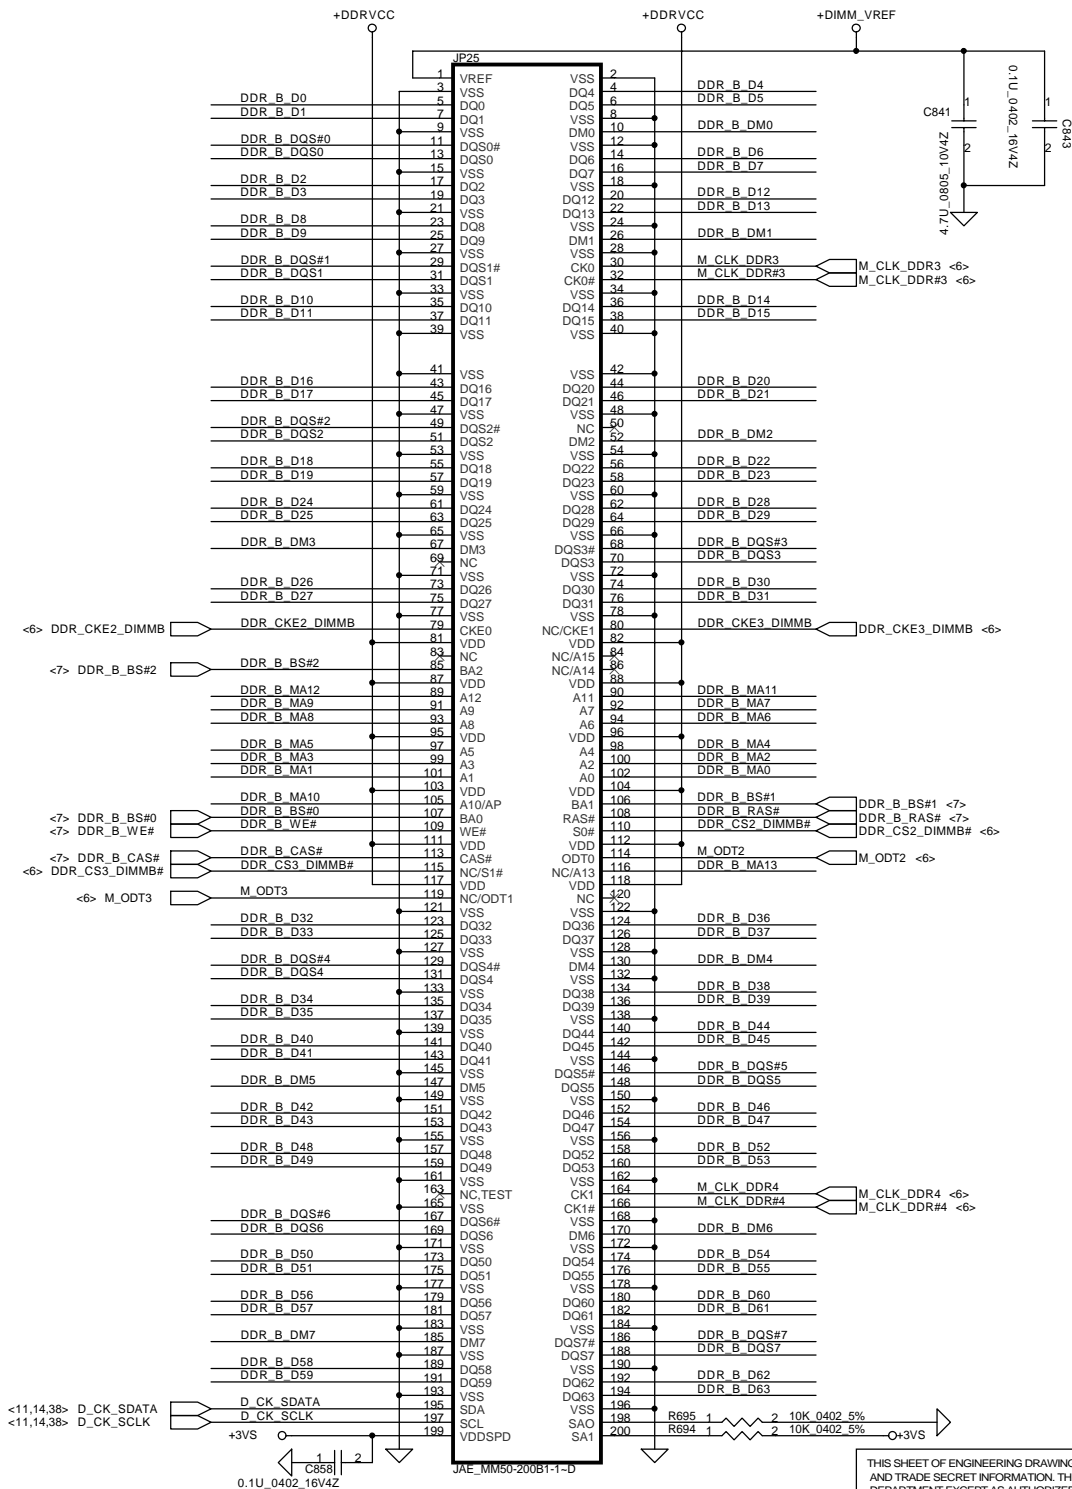 +DDRVCC +DDRVCC +DIMM_VREF
JP25
1 VREF VSS 2
3 VSS DQ4 4 DDR_B_D4
DDR_B_D0 5 DQ0 DQ5 6 DDR_B_D5
DDR_B_D1 7 DQ1 VSS 8
9 VSS DM0 10 DDR_B_DM0
DDR_B_DQS#0 11 DQS0# VSS 12
DDR_B_DQS0 13 DQS0 DQ6 14 DDR_B_D6
15 VSS DQ7 16 DDR_B_D7
DDR_B_D2 17 DQ2 VSS 18
DDR_B_D3 19 DQ3 DQ12 20 DDR_B_D12
21 VSS DQ13 22 DDR_B_D13
DDR_B_D8 23 DQ8 VSS 24
DDR_B_D9 25 DQ9 DM1 26 DDR_B_DM1
27 VSS VSS 28
DDR_B_DQS#1 29 DQS1# CK0 30 M_CLK_DDR3 M_CLK_DDR3 <6>
DDR_B_DQS1 31 DQS1 CK0# 32 M_CLK_DDR#3 M_CLK_DDR#3 <6>
33 VSS VSS 34
DDR_B_D10 35 DQ10 DQ14 36 DDR_B_D14
DDR_B_D11 37 DQ11 DQ15 38 DDR_B_D15
39 VSS VSS 40
41 VSS VSS 42
DDR_B_D16 43 DQ16 DQ20 44 DDR_B_D20
DDR_B_D17 45 DQ17 DQ21 46 DDR_B_D21
47 VSS VSS 48
DDR_B_DQS#2 49 DQS2# NC 50
DDR_B_DQS2 51 DQS2 DM2 52 DDR_B_DM2
53 VSS VSS 54
DDR_B_D18 55 DQ18 DQ22 56 DDR_B_D22
DDR_B_D19 57 DQ19 DQ23 58 DDR_B_D23
59 VSS VSS 60
DDR_B_D24 61 DQ24 DQ28 62 DDR_B_D28
DDR_B_D25 63 DQ25 DQ29 64 DDR_B_D29
65 VSS VSS 66
DDR_B_DM3 67 DM3 DQS3# 68 DDR_B_DQS#3
69 NC DQS3 70 DDR_B_DQS3
71 VSS VSS 72
DDR_B_D26 73 DQ26 DQ30 74 DDR_B_D30
DDR_B_D27 75 DQ27 DQ31 76 DDR_B_D31
77 VSS VSS 78
<6> DDR_CKE2_DIMMB DDR_CKE2_DIMMB 79 CKE0 NC/CKE1 80 DDR_CKE3_DIMMB DDR_CKE3_DIMMB <6>
81 VDD VDD 82
83 NC NC/A15 84
<7> DDR_B_BS#2 DDR_B_BS#2 85 BA2 NC/A14 86
87 VDD VDD 88
DDR_B_MA12 89 A12 A11 90 DDR_B_MA11
DDR_B_MA9 91 A9 A7 92 DDR_B_MA7
DDR_B_MA8 93 A8 A6 94 DDR_B_MA6
95 VDD VDD 96
DDR_B_MA5 97 A5 A4 98 DDR_B_MA4
DDR_B_MA3 99 A3 A2 100 DDR_B_MA2
DDR_B_MA1 101 A1 A0 102 DDR_B_MA0
103 VDD VDD 104
DDR_B_MA10 105 A10/AP BA1 106 DDR_B_BS#1 DDR_B_BS#1 <7>
<7> DDR_B_BS#0 DDR_B_BS#0 107 BA0 RAS# 108 DDR_B_RAS# DDR_B_RAS# <7>
<7> DDR_B_WE# DDR_B_WE# 109 WE# S0# 110 DDR_CS2_DIMMB# DDR_CS2_DIMMB# <6>
111 VDD VDD 112
<7> DDR_B_CAS# DDR_B_CAS# 113 CAS# ODT0 114 M_ODT2 M_ODT2 <6>
<6> DDR_CS3_DIMMB# DDR_CS3_DIMMB# 115 NC/S1# NC/A13 116 DDR_B_MA13
117 VDD VDD 118
<6> M_ODT3 M_ODT3 119 NC/ODT1 NC 120
121 VSS VSS 122
DDR_B_D32 123 DQ32 DQ36 124 DDR_B_D36
DDR_B_D33 125 DQ33 DQ37 126 DDR_B_D37
127 VSS VSS 128
DDR_B_DQS#4 129 DQS4# DM4 130 DDR_B_DM4
DDR_B_DQS4 131 DQS4 VSS 132
133 VSS DQ38 134 DDR_B_D38
DDR_B_D34 135 DQ34 DQ39 136 DDR_B_D39
DDR_B_D35 137 DQ35 VSS 138
139 VSS DQ44 140 DDR_B_D44
DDR_B_D40 141 DQ40 DQ45 142 DDR_B_D45
DDR_B_D41 143 DQ41 VSS 144
145 VSS DQS5# 146 DDR_B_DQS#5
DDR_B_DM5 147 DM5 DQS5 148 DDR_B_DQS5
149 VSS VSS 150
DDR_B_D42 151 DQ42 DQ46 152 DDR_B_D46
DDR_B_D43 153 DQ43 DQ47 154 DDR_B_D47
155 VSS VSS 156
DDR_B_D48 157 DQ48 DQ52 158 DDR_B_D52
DDR_B_D49 159 DQ49 DQ53 160 DDR_B_D53
161 VSS VSS 162
163 NC,TEST CK1 164 M_CLK_DDR4 M_CLK_DDR4 <6>
165 VSS CK1# 166 M_CLK_DDR#4 M_CLK_DDR#4 <6>
DDR_B_DQS#6 167 DQS6# VSS 168
DDR_B_DQS6 169 DQS6 DM6 170 DDR_B_DM6
171 VSS VSS 172
DDR_B_D50 173 DQ50 DQ54 174 DDR_B_D54
DDR_B_D51 175 DQ51 DQ55 176 DDR_B_D55
177 VSS VSS 178
DDR_B_D56 179 DQ56 DQ60 180 DDR_B_D60
DDR_B_D57 181 DQ57 DQ61 182 DDR_B_D61
183 VSS VSS 184
DDR_B_DM7 185 DM7 DQS7# 186 DDR_B_DQS#7
187 VSS DQS7 188 DDR_B_DQS7
DDR_B_D58 189 DQ58 VSS 190
DDR_B_D59 191 DQ59 DQ62 192 DDR_B_D62
193 VSS DQ63 194 DDR_B_D63
<11,14,38> D_CK_SDATA D_CK_SDATA 195 SDA VSS 196
<11,14,38> D_CK_SCLK D_CK_SCLK 197 SCL SAO 198 R695 1 2 10K_0402_5%
+3VS 199 VDDSPD SA1 200 R694 1 2 10K_0402_5% +3VS
1 2
C858
0.1U_0402_16V4Z
JAE_MM50-200B1-1~D
C841 1 2
4.7U_0805_10V4Z
0.1U_0402_16V4Z
1 2 C843
THIS SHEET OF ENGINEERING DRAWING
AND TRADE SECRET INFORMATION. TH